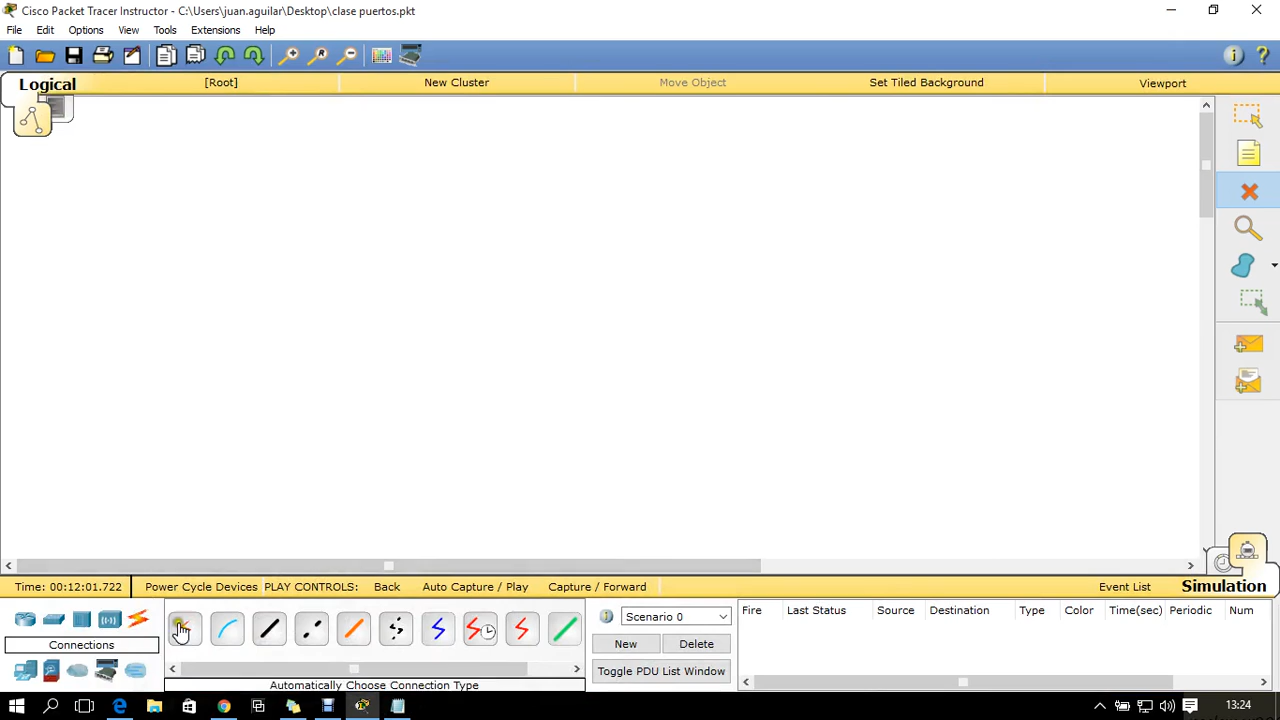 Cisco Packet Tracer Instructor - C:\Users\juan.aguilar\Desktop\clase puertos.pkt
File Edit Options View Tools Extensions Help
Logical [Root] New Cluster Move Object Set Tiled Background Viewport
Time: 00:12:01.722 Power Cycle Devices PLAY CONTROLS: Back Auto Capture / Play Capture / Forward Event List Simulation
Scenario 0 Fire Last Status Source Destination Type Color Time(sec) Periodic Num
Connections New Delete
Toggle PDU List Window
Automatically Choose Connection Type
13:24